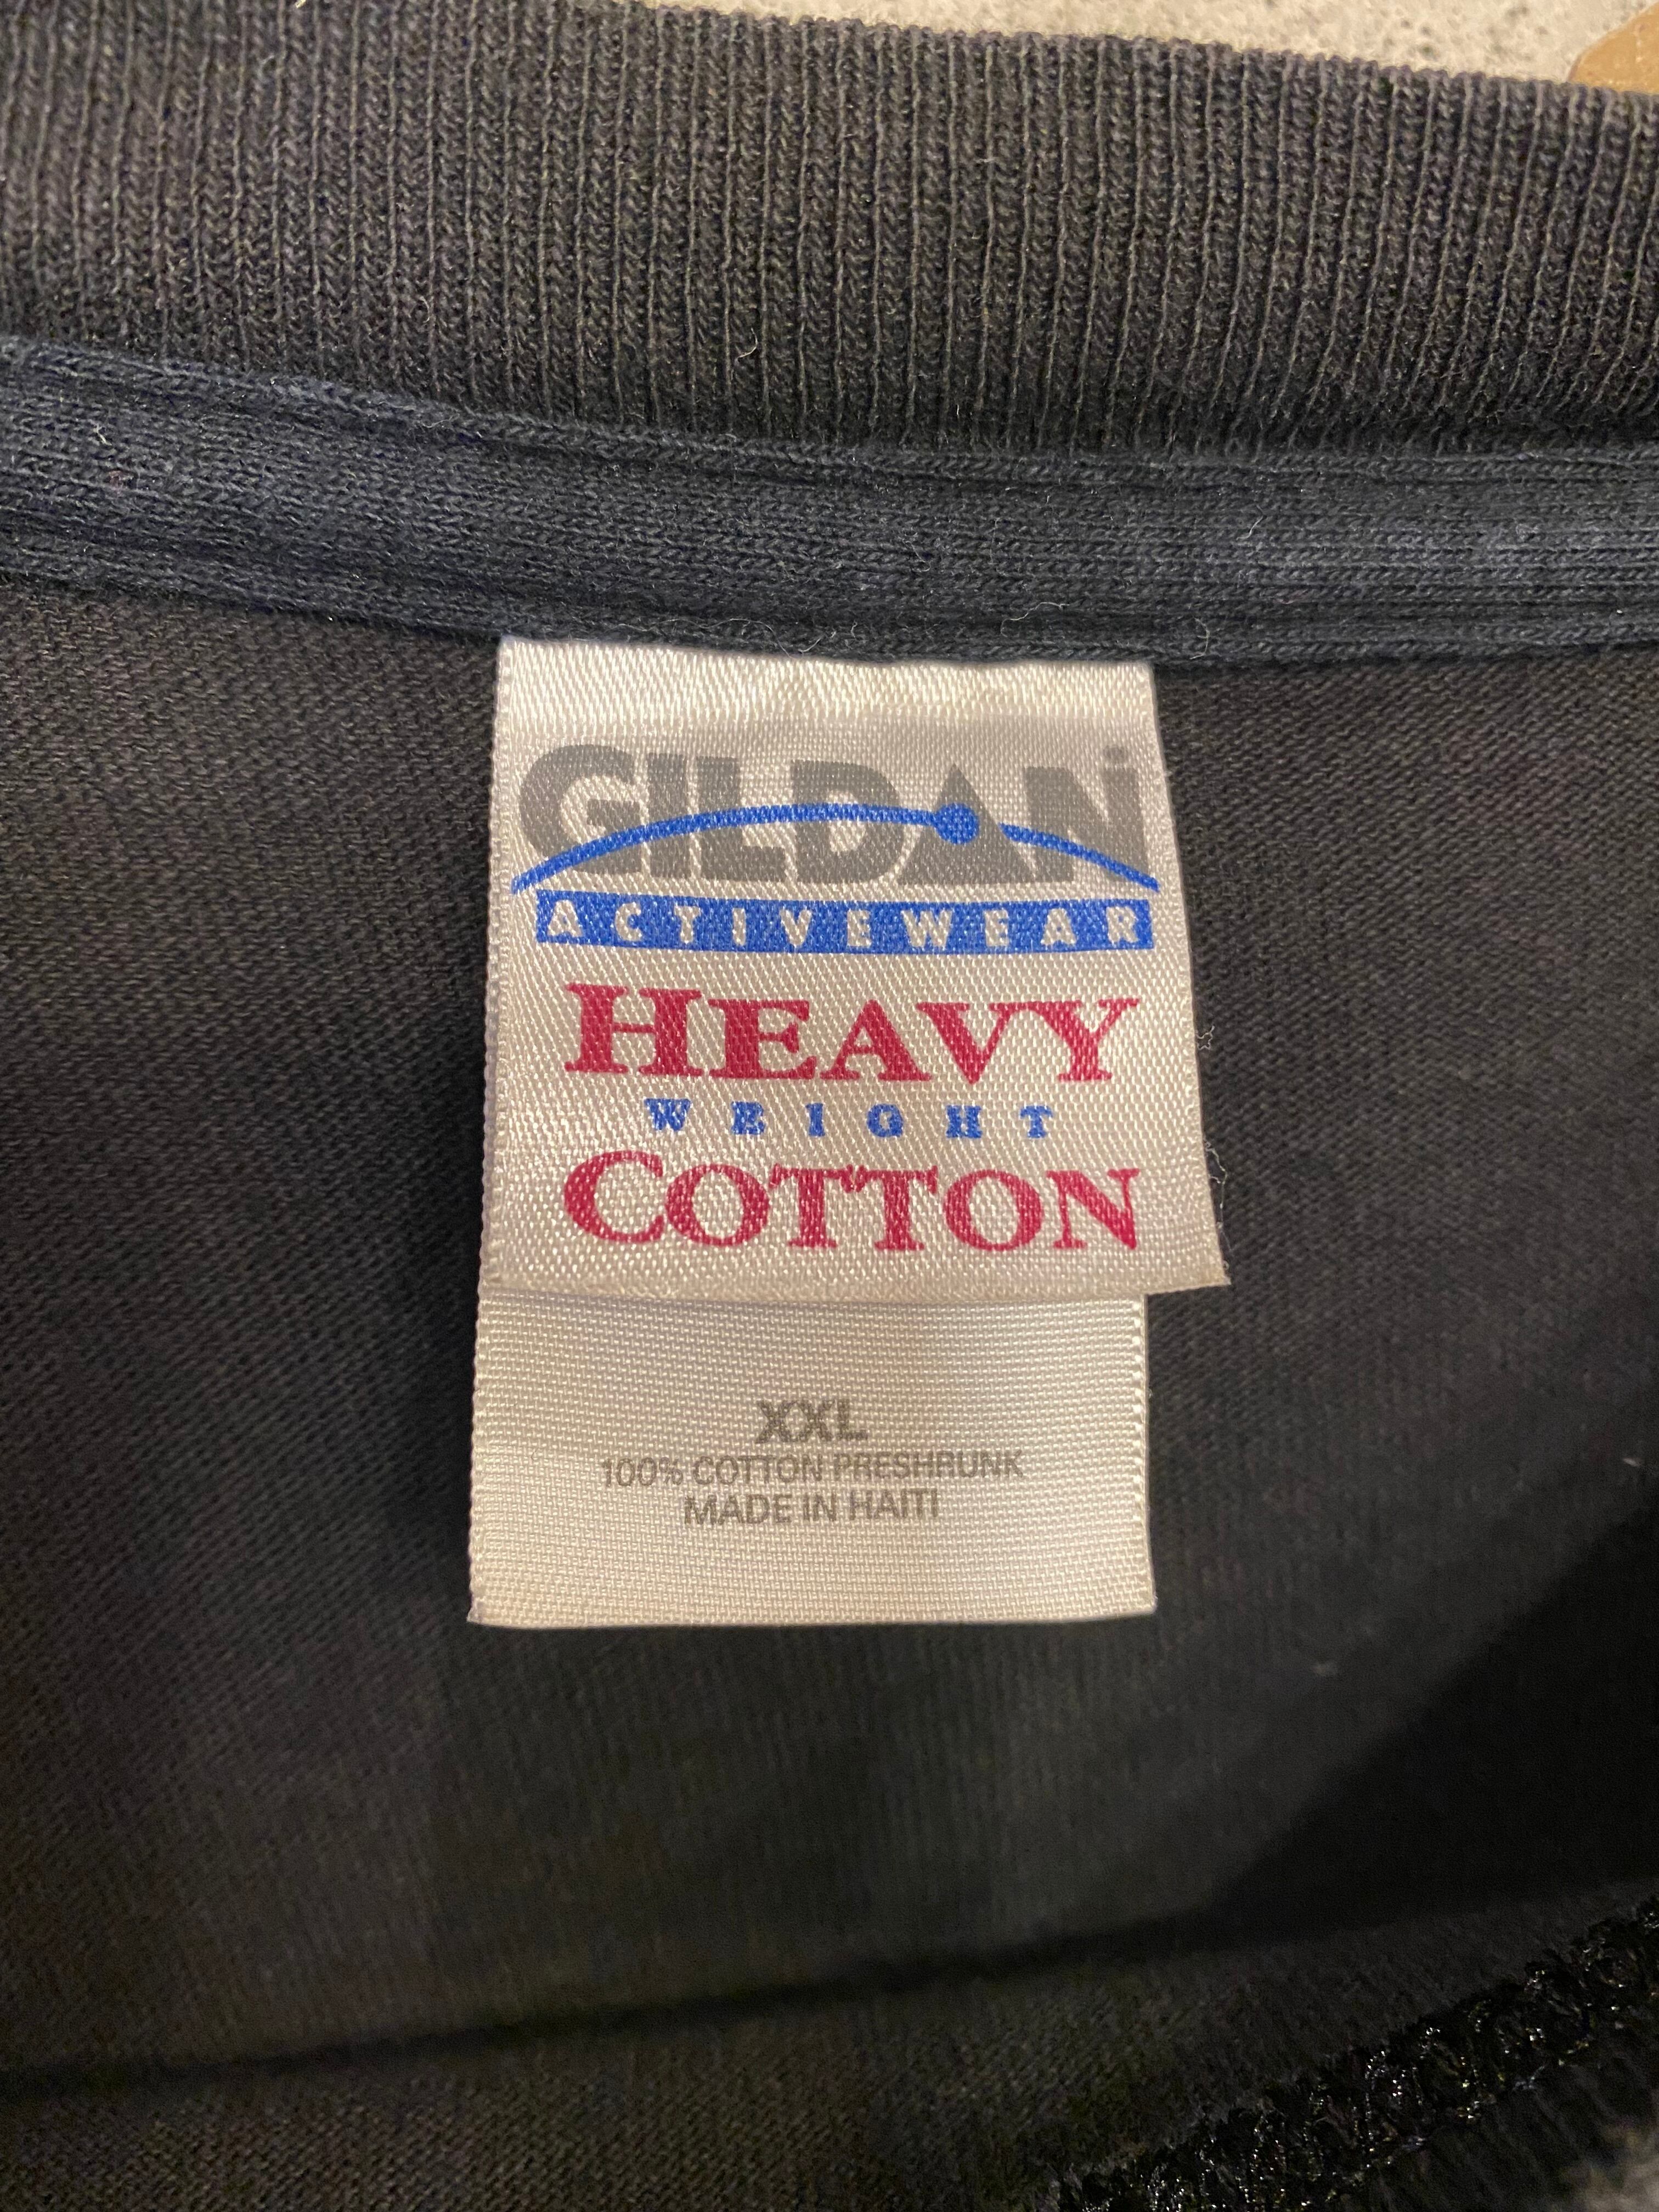 GILDAN
ACTIVEWEAR
HEAVY
WEIGHT
COTTON
XXL
100% COTTON PRESHRUNK
MADE IN HAITI